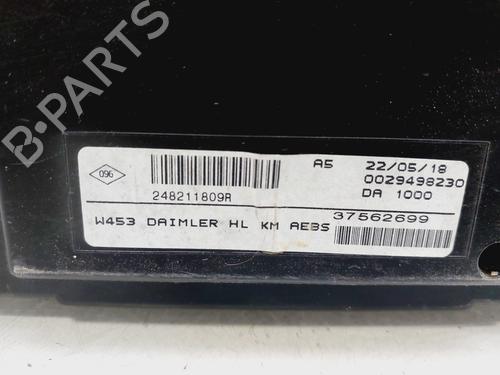 B-PARTS
096
248211809R
A5 22/05/18
0029498230
DA 1000
W453 DAIMLER HL KM AEBS 37562699